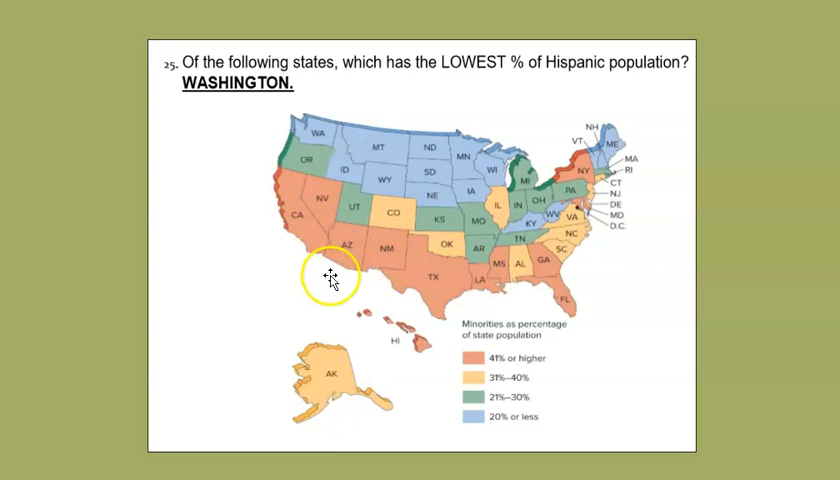 25. Of the following states, which has the LOWEST % of Hispanic population?
WASHINGTON.
NH
WA
VT
ME
MT
ND
MN
OR
MA
ID
WI
NY
RI
SD
WY
MI
CT
IA
PA
NJ
NE
NV
OH
DE
UT
IL
IN
CA
CO
WV
MD
VA
KS
MO
KY
D.C.
NC
TN
AZ
OK
NM
AR
SC
MS
AL
GA
TX
LA
FL
Minorities as percentage
of state population
HI
41% or higher
AK
31%–40%
21%–30%
20% or less